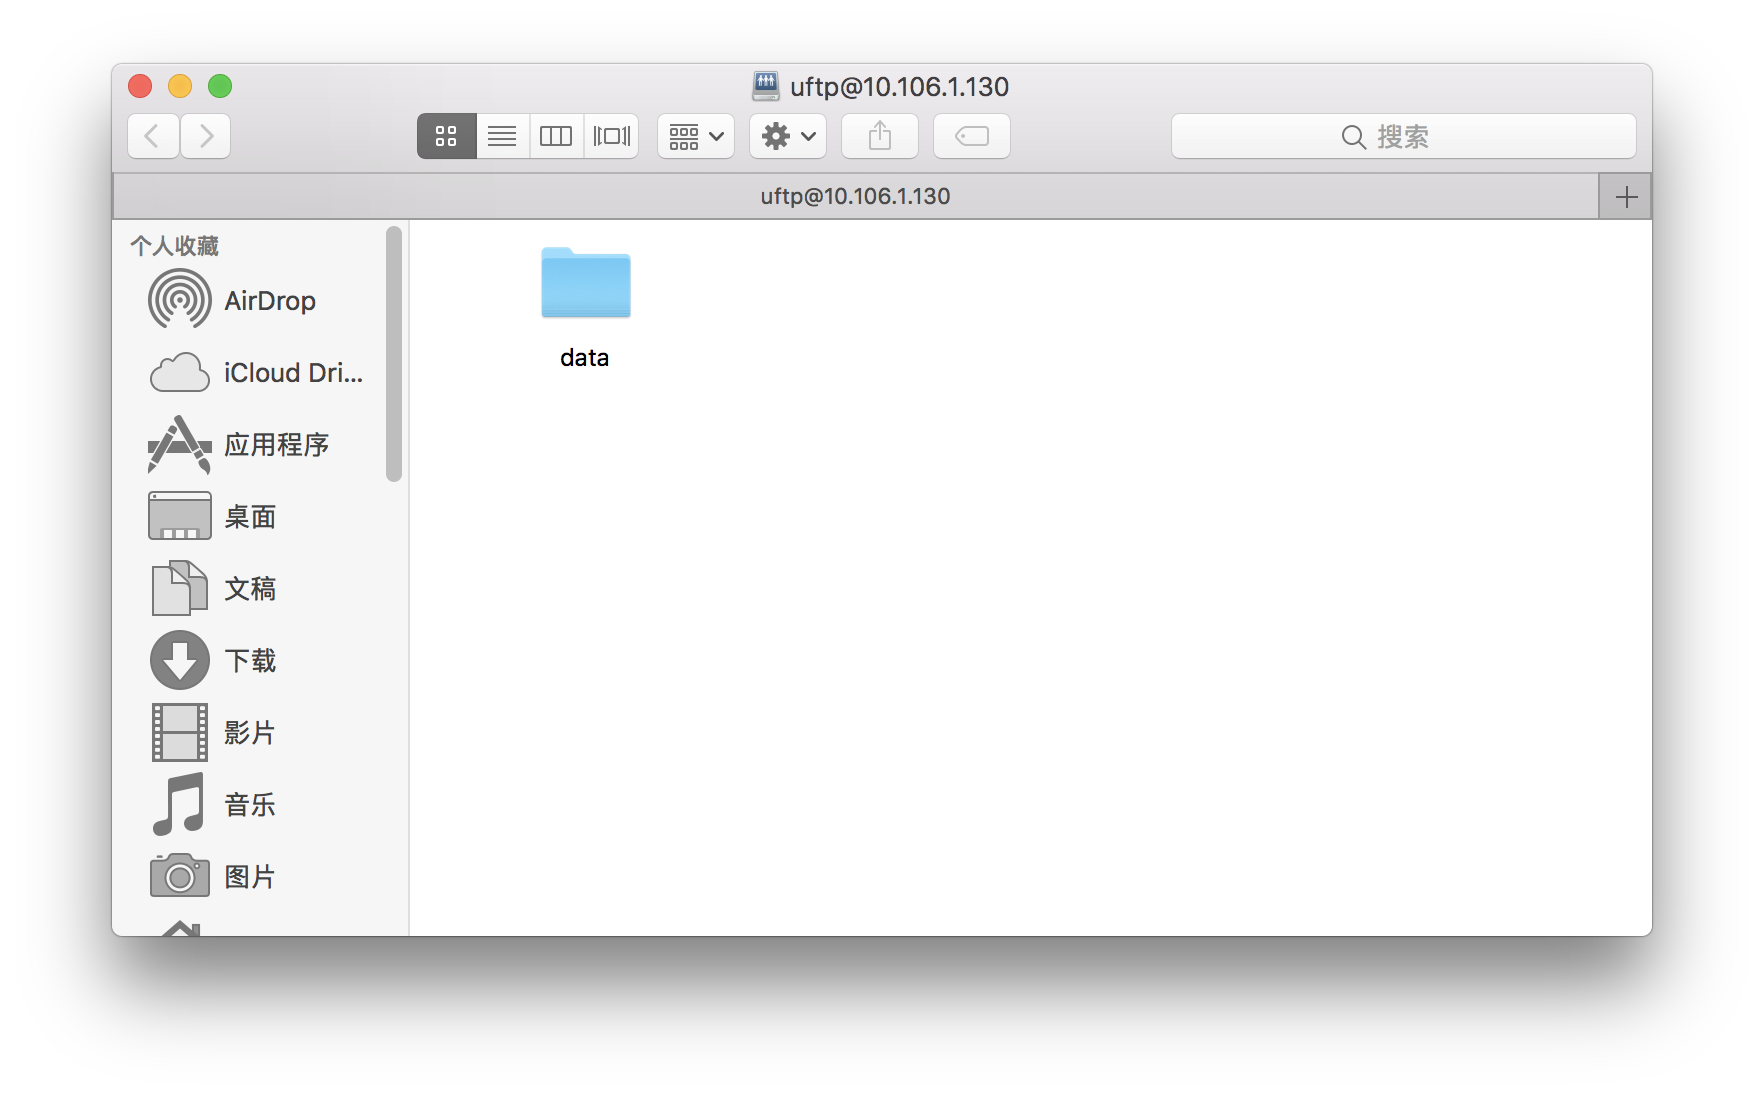 uftp@10.106.1.130
搜索
uftp@10.106.1.130
个人收藏
AirDrop
iCloud Dri...
应用程序
桌面
文稿
下载
影片
音乐
图片
data